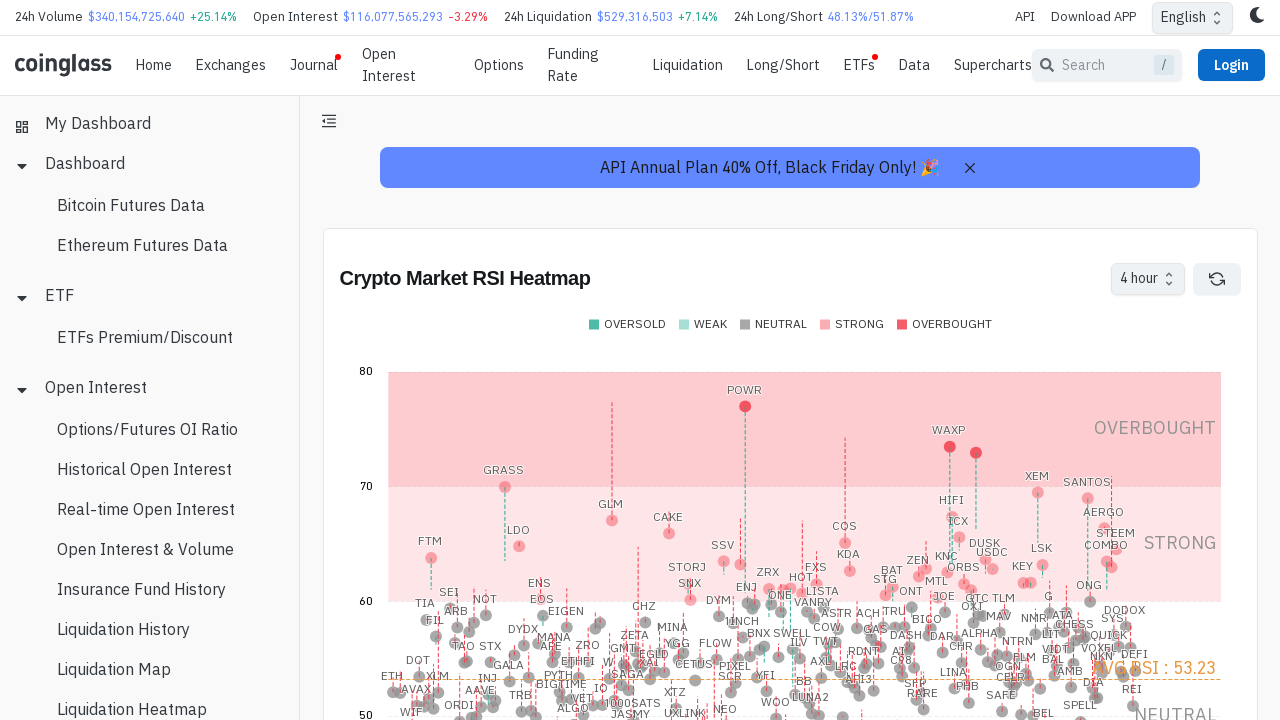 24h Volume $340,154,725,640 +25.14% Open Interest $116,077,565,293 -3.29% 24h Liquidation $529,316,503 +7.14% 24h Long/Short 48.13%/51.87% API Download APP English
coinglass Home Exchanges Journal Open Interest Options Funding Rate Liquidation Long/Short ETFs Data Supercharts Search / Login
My Dashboard
Dashboard
Bitcoin Futures Data
Ethereum Futures Data
ETF
ETFs Premium/Discount
Open Interest
Options/Futures OI Ratio
Historical Open Interest
Real-time Open Interest
Open Interest & Volume
Insurance Fund History
Liquidation History
Liquidation Map
Liquidation Heatmap
API Annual Plan 40% Off, Black Friday Only! 🎉
Crypto Market RSI Heatmap
4 hour
OVERSOLD WEAK NEUTRAL STRONG OVERBOUGHT
80
POWR
OVERBOUGHT
WAXP
GRASS
XEM
SANTOS
70
GLM
HIFI
CAKE
AERGO
ICX
LDO
COS
STEEM
FTM
SSV
DUSK
COMBO
USDC
LSK
KDA
KNC
STRONG
ZEN
STORJ
ZRX
FXS
BAT
ORBS
KEY
ENS
SNX
HOT
STG
MTL
ENJ
ONG
SEI
LISTA
ONT
ONE
JOE
G
60
TIA
NOT
EOS
DYM
VANRY
BTC
TLM
ARB
EIGEN
CHZ
ASTR
ACH
TRU
DODOX
FIL
1INCH
BICO
MAV
NMR
ATA
SYS
DYDX
MINA
COW
GAS
CHESS
MANA
ZETA
BNX
SWELL
DASH
DAR
ALPHA
LIT
QUICK
TAO
STX
APE
ZRO
GMT
YGG
FLOW
ILV
TWT
CHR
NTRN
VIDT
VOXEL
DOT
GALA
ETHFI
W
EGLD
XAI
CETUS
PIXEL
AXL
LRC
RDNT
AI
C98
OGN
FLM
BAL
NKN
DEFI
AVG RSI : 53.23
ETH
XLM
INJ
PYTH
SAGA
SCR
YFI
BB
API3
LINA
CELR
AMB
AVAX
AAVE
TRB
BIGTIME
IO
XTZ
LUNA2
SFP
RARE
PHB
SAFE
DIA
REI
WIF
ORDI
ALGO
VET
1000SATS
JASMY
UXLINK
NEO
WOO
BEL
SPELL
NEUTRAL
50